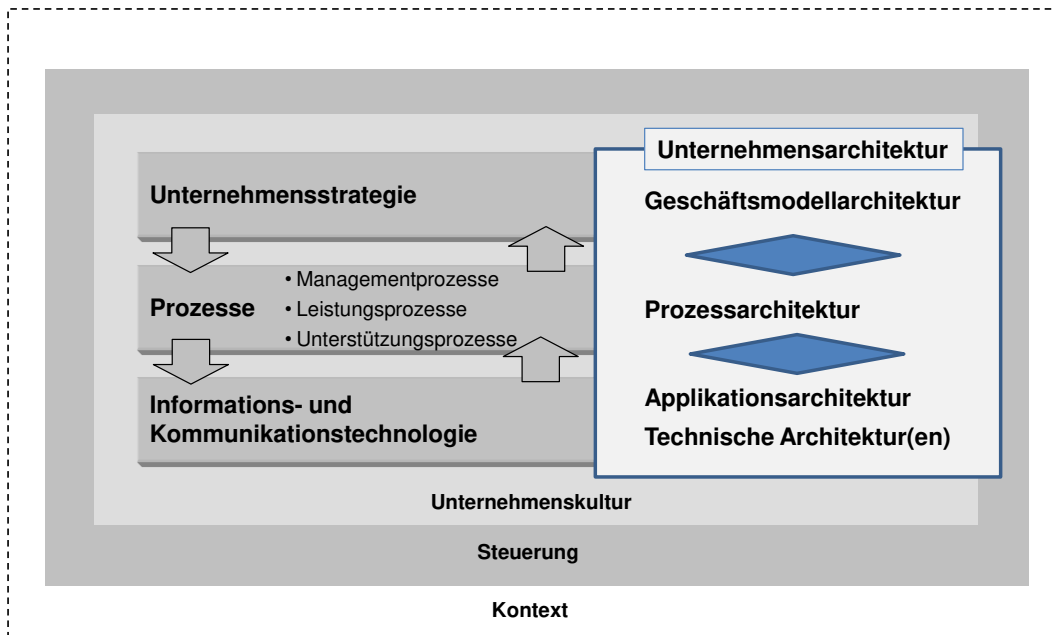 Unternehmensstrategie
Prozesse
• Managementprozesse
• Leistungsprozesse
• Unterstützungsprozesse
Informations- und
Kommunikationstechnologie
Unternehmensarchitektur
Geschäftsmodellarchitektur
Prozessarchitektur
Applikationsarchitektur
Technische Architektur(en)
Unternehmenskultur
Steuerung
Kontext